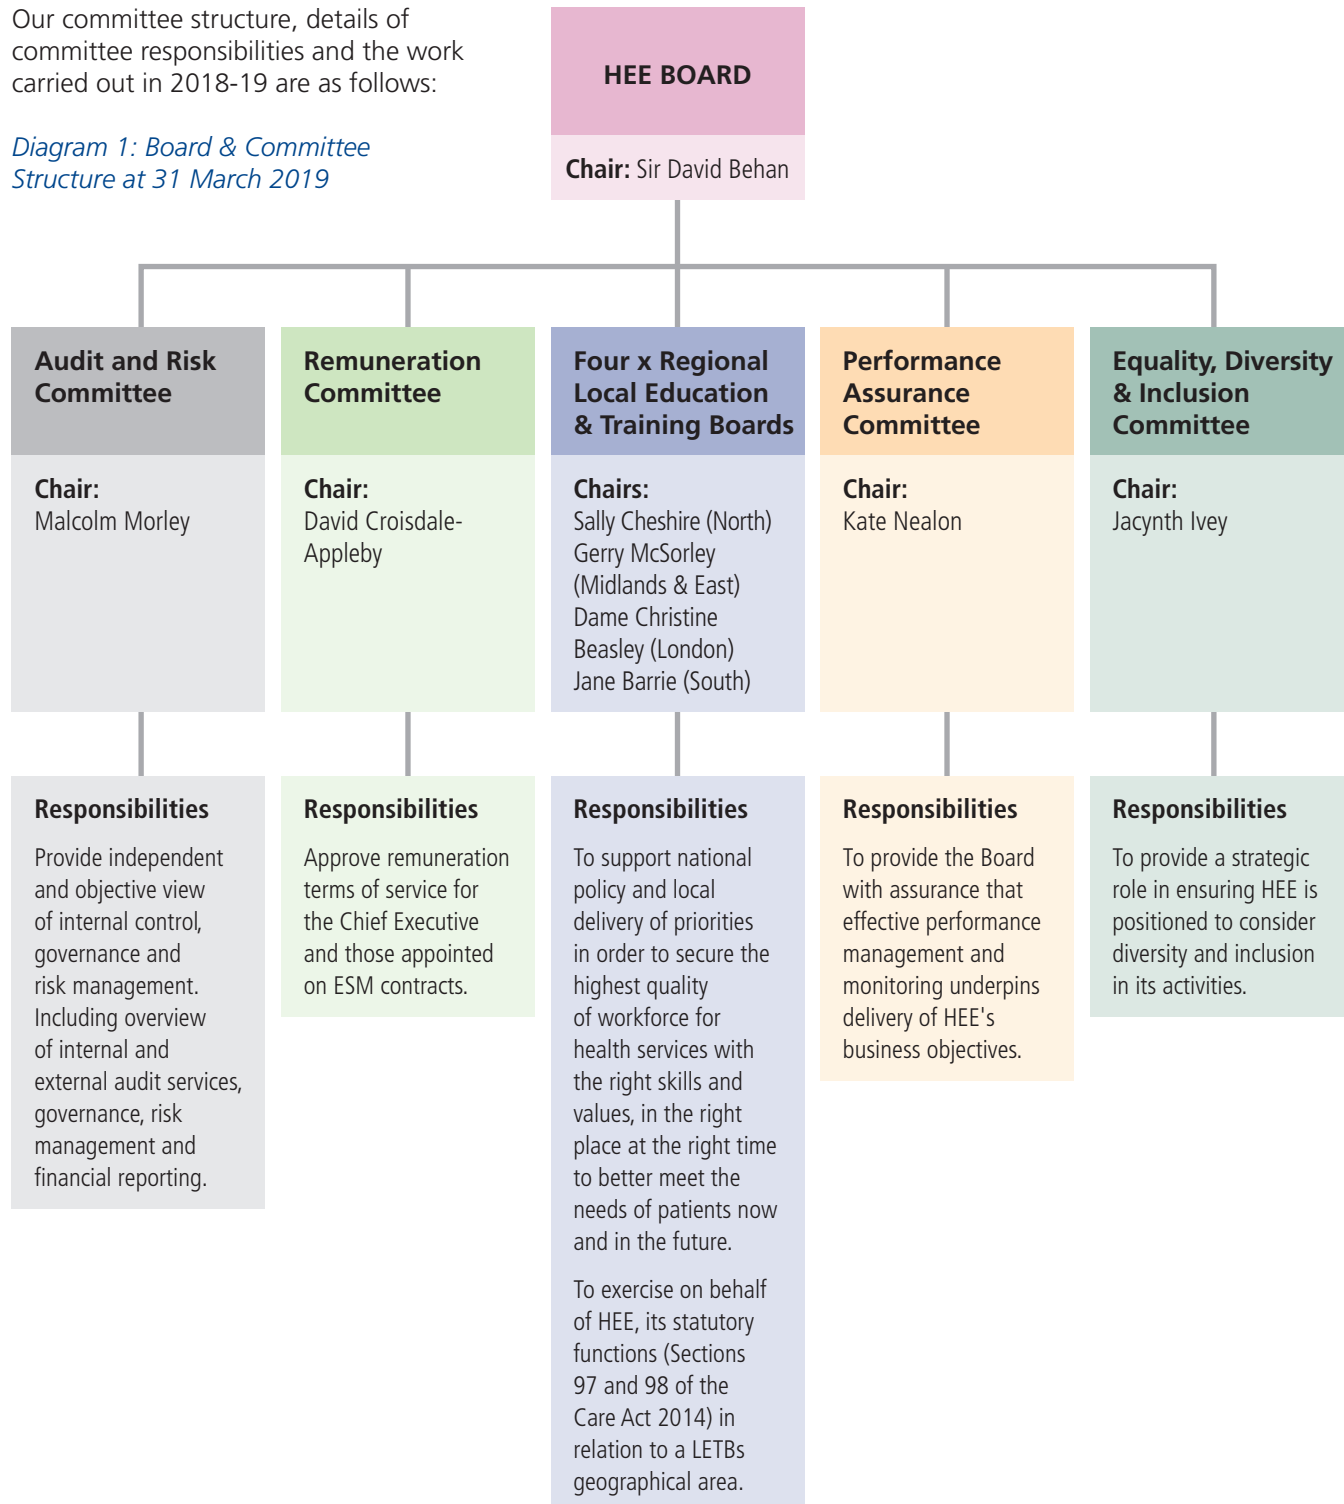 Our committee structure, details of
committee responsibilities and the work
carried out in 2018-19 are as follows:
Diagram 1: Board & Committee
Structure at 31 March 2019
HEE BOARD
Chair: Sir David Behan
Audit and Risk
Committee
Chair:
Malcolm Morley
Responsibilities
Provide independent
and objective view
of internal control,
governance and
risk management.
Including overview
of internal and
external audit services,
governance, risk
management and
financial reporting.
Remuneration
Committee
Chair:
David Croisdale-
Appleby
Responsibilities
Approve remuneration
terms of service for
the Chief Executive
and those appointed
on ESM contracts.
Four x Regional
Local Education
& Training Boards
Chairs:
Sally Cheshire (North)
Gerry McSorley
(Midlands & East)
Dame Christine
Beasley (London)
Jane Barrie (South)
Responsibilities
To support national
policy and local
delivery of priorities
in order to secure the
highest quality
of workforce for
health services with
the right skills and
values, in the right
place at the right time
to better meet the
needs of patients now
and in the future.
To exercise on behalf
of HEE, its statutory
functions (Sections
97 and 98 of the
Care Act 2014) in
relation to a LETBs
geographical area.
Performance
Assurance
Committee
Chair:
Kate Nealon
Responsibilities
To provide the Board
with assurance that
effective performance
management and
monitoring underpins
delivery of HEE's
business objectives.
Equality, Diversity
& Inclusion
Committee
Chair:
Jacynth Ivey
Responsibilities
To provide a strategic
role in ensuring HEE is
positioned to consider
diversity and inclusion
in its activities.